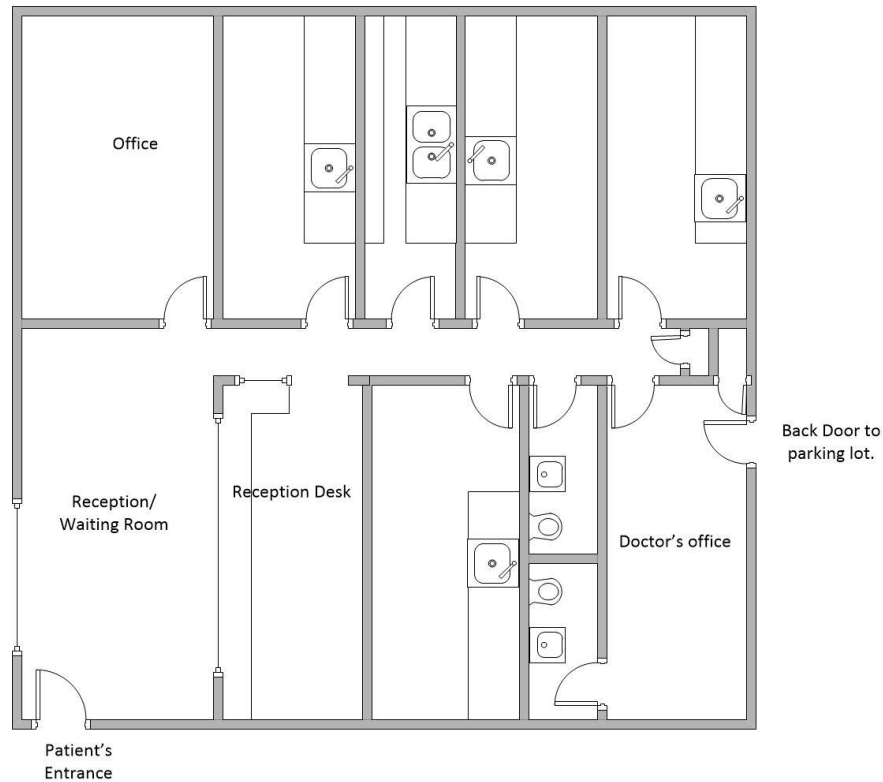 Office
Back Door to
parking lot.
Reception/
Waiting Room
Reception Desk
Doctor’s office
Patient’s
Entrance